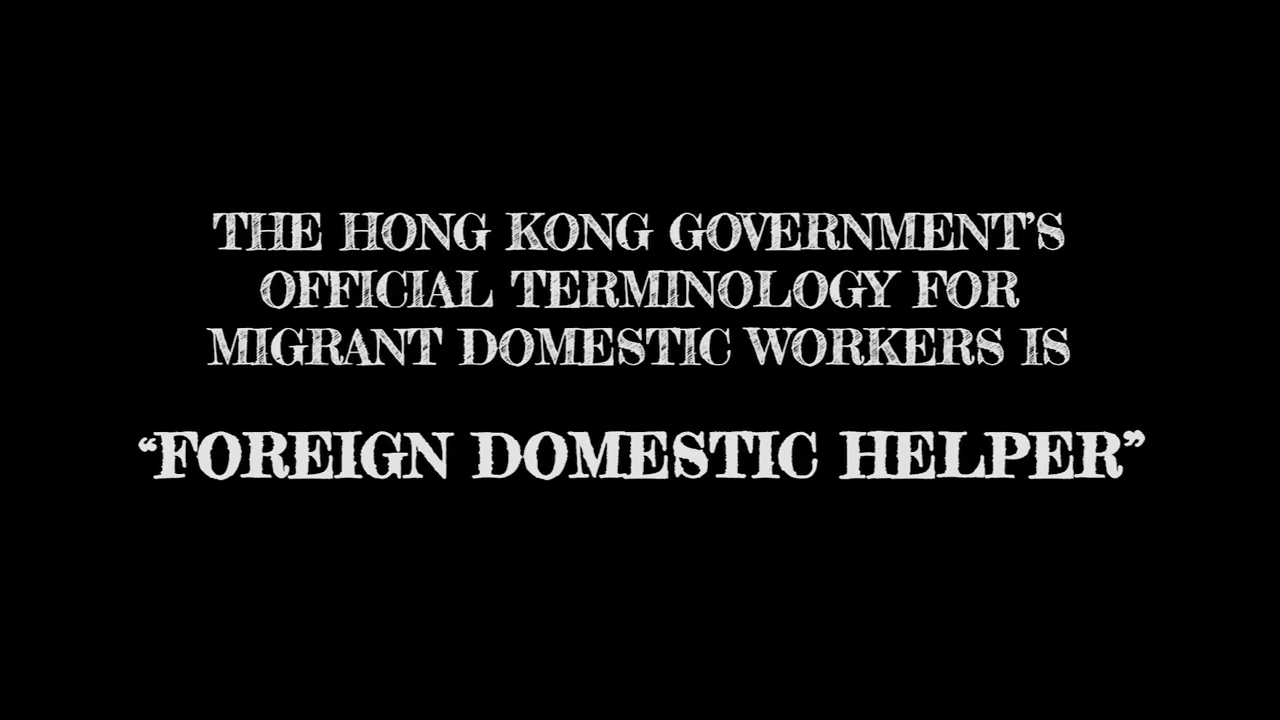 THE HONG KONG GOVERNMENT’S
OFFICIAL TERMINOLOGY FOR
MIGRANT DOMESTIC WORKERS IS
“FOREIGN DOMESTIC HELPER”